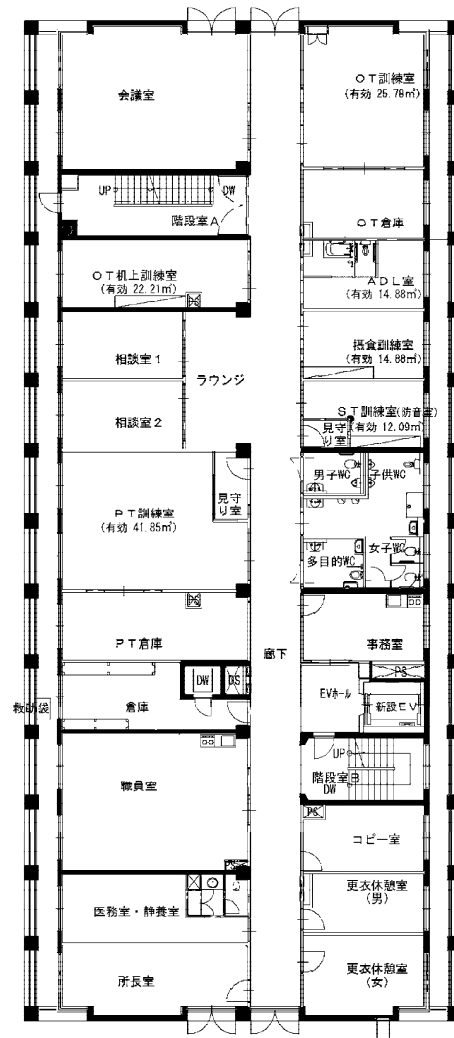 会議室
OT訓練室
(有効 25.78㎡)
UP
DW
階段室A
OT倉庫
OT机上訓練室
(有効 22.21㎡)
ADL室
(有効 14.88㎡)
相談室1
ラウンジ
摂食訓練室
(有効 14.88㎡)
相談室2
ST訓練室(防音室)
(有効 12.09㎡)
見守
り室
男子WC
子供WC
PT訓練室
(有効 41.85㎡)
見守
り室
多目的WC
女子WC
PT倉庫
廊下
事務室
PS
DW
DS
EVホール
新設EV
救助袋
倉庫
UP
階段室B
DW
職員室
PS
コピー室
医務室・静養室
更衣休憩室
(男)
所長室
更衣休憩室
(女)